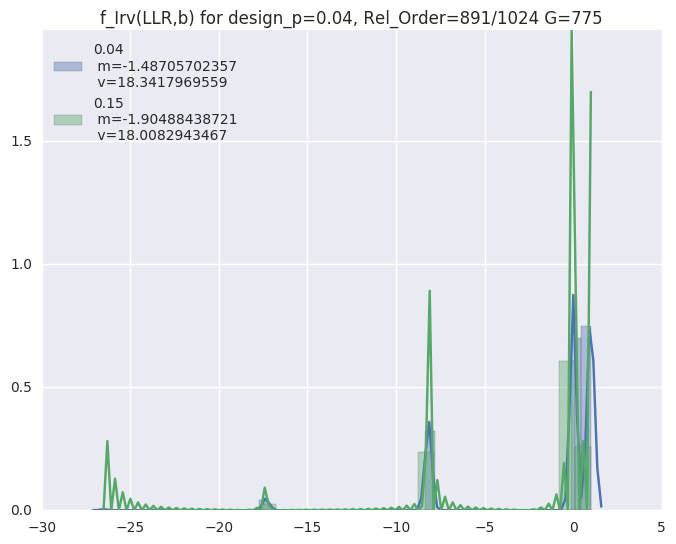 f_Irv(LLR,b) for design_p=0.04, Rel_Order=891/1024 G=775
0.04
m=-1.48705702357
v=18.3417969559
0.15
m=-1.90488438721
v=18.0082943467
1.5
1.0
0.5
0.0
−30 −25 −20 −15 −10 −5 0 5